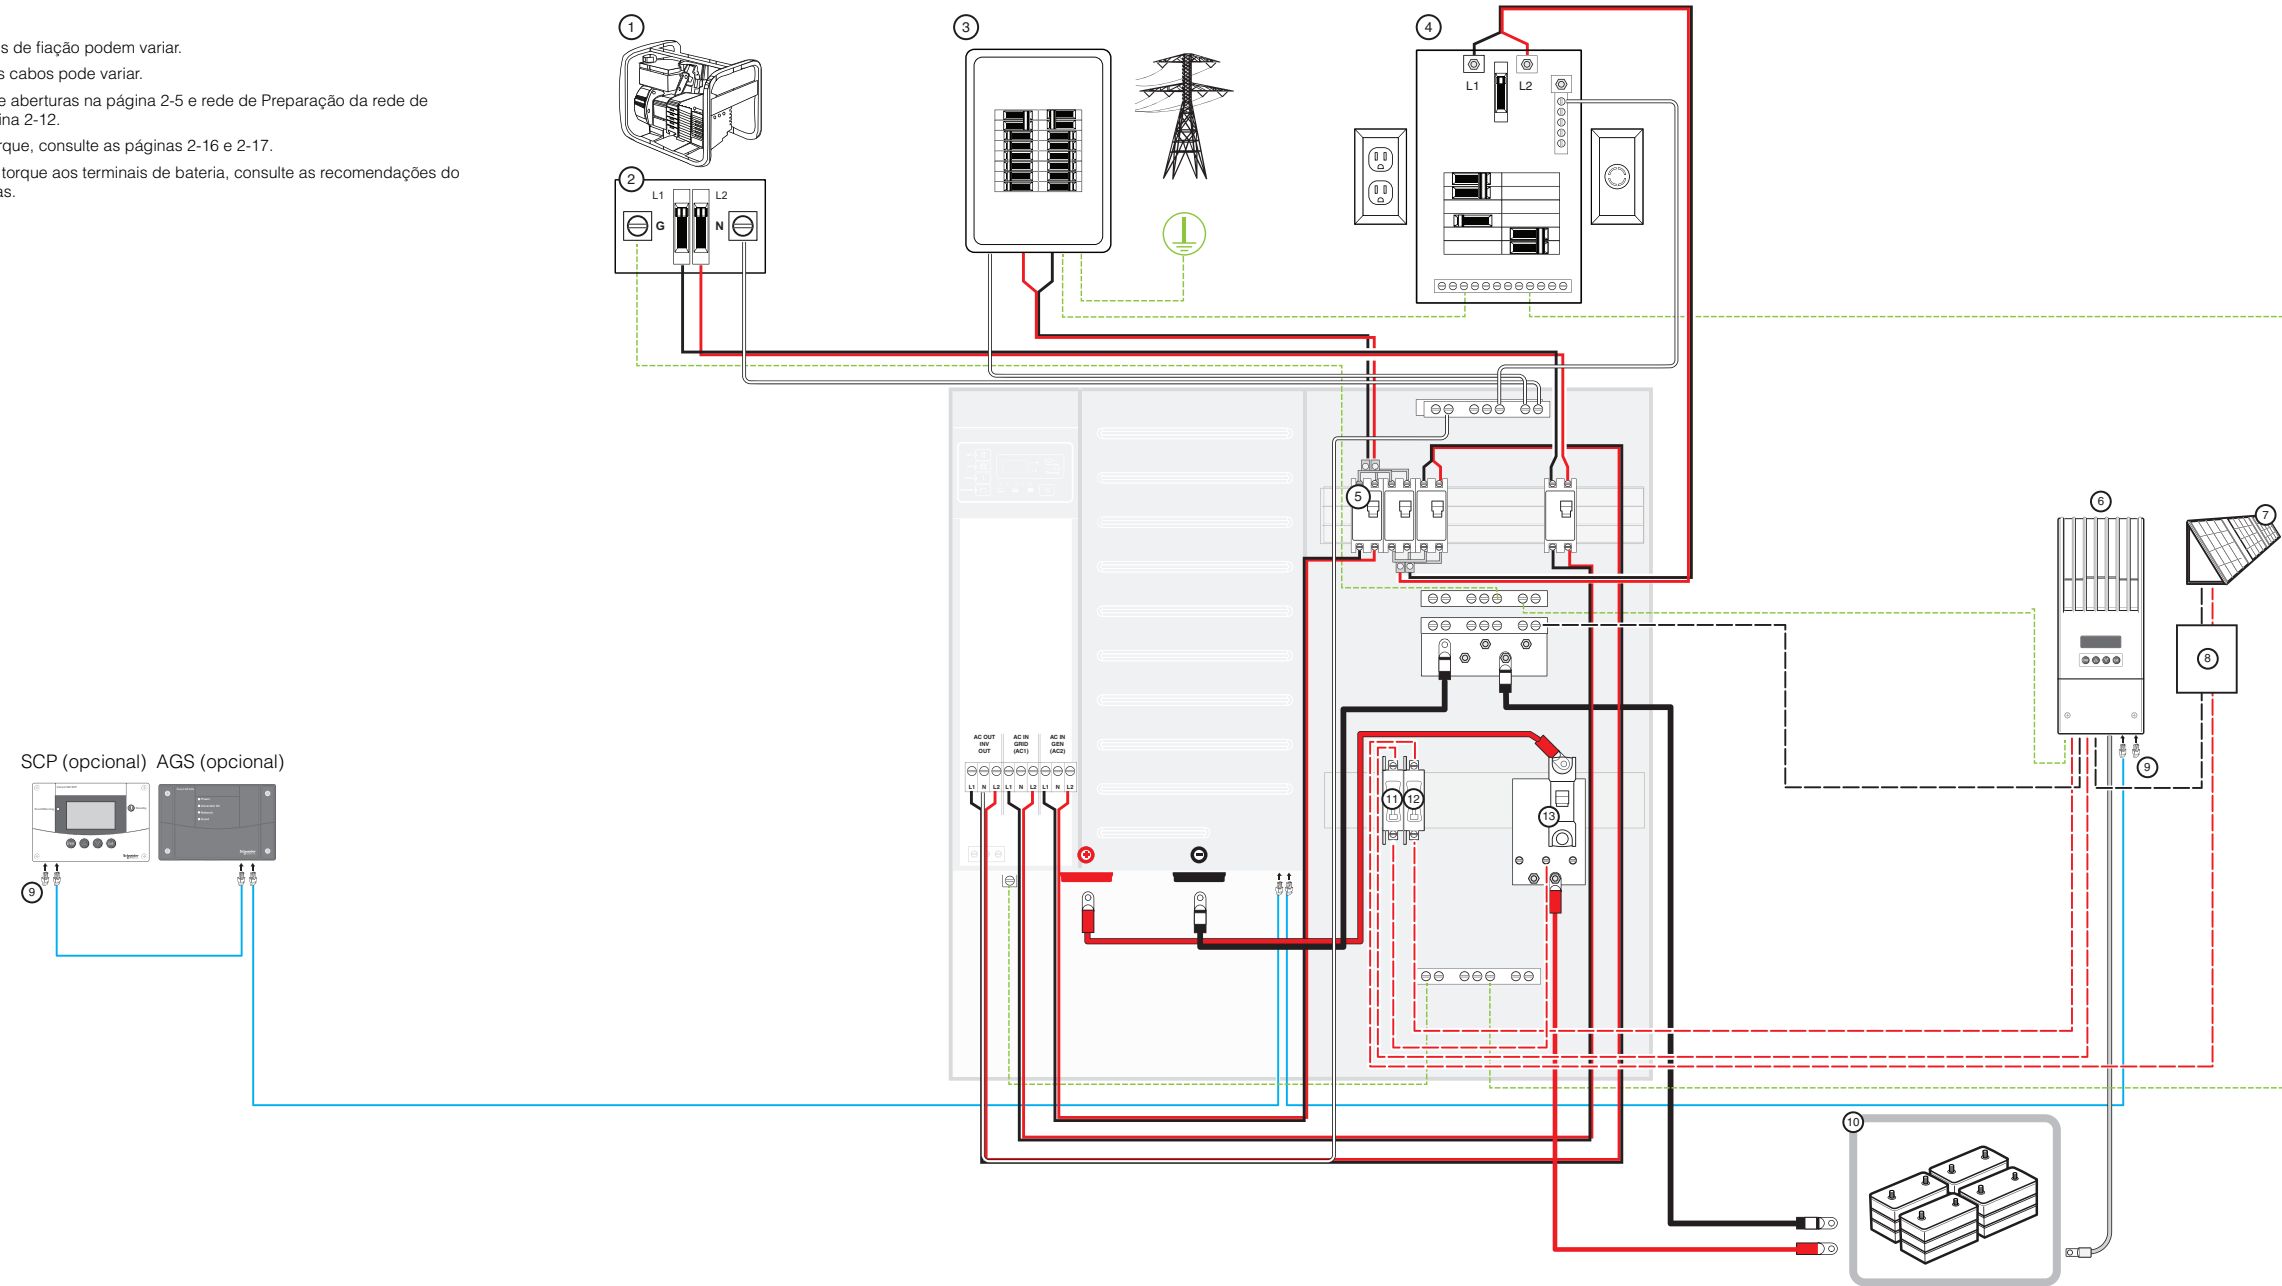 s de fiação podem variar.
s cabos pode variar.
e aberturas na página 2-5 e rede de Preparação da rede de
ina 2-12.
rque, consulte as páginas 2-16 e 2-17.
torque aos terminais de bateria, consulte as recomendações do
as.
1
3
4
L1 L2
2
L1 L2
G N
5
6
7
8
SCP (opcional) AGS (opcional)
9
9
AC OUT
INV
OUT
AC IN
GRID
(AC1)
AC IN
GEN
(AC2)
L1 N L2 L1 N L2 L1 N L2
11 12
13
10